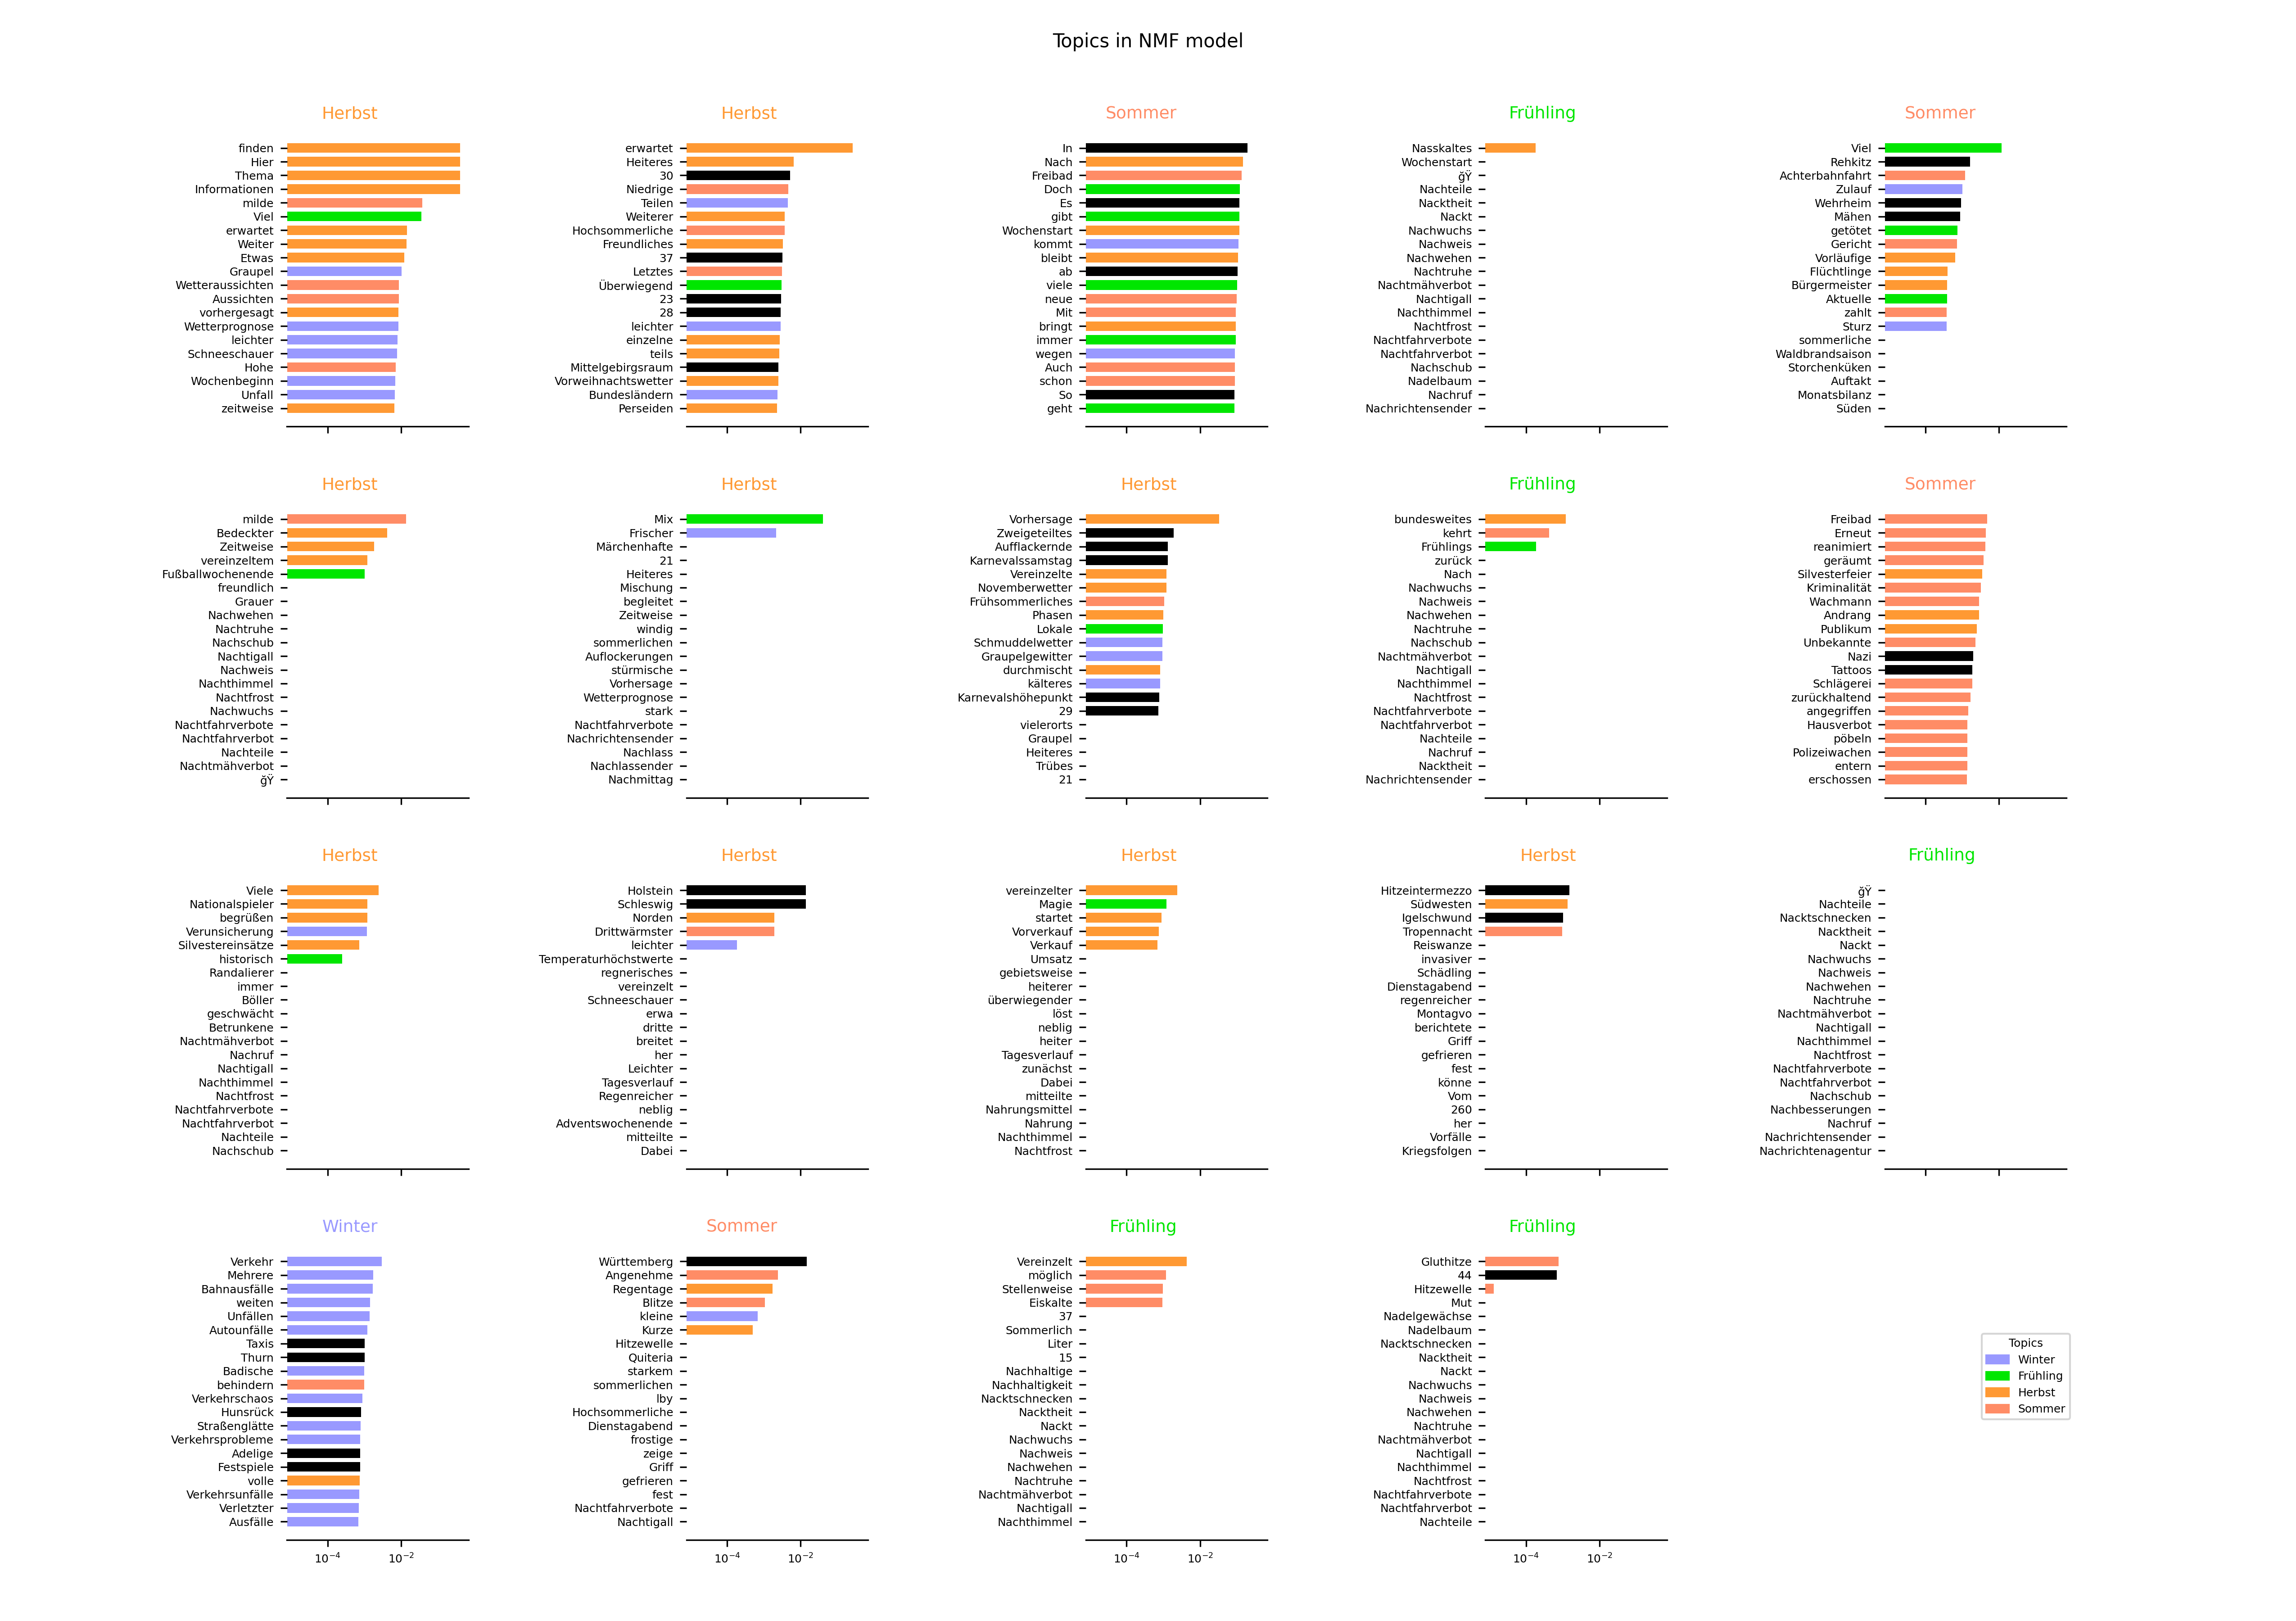 Topics in NMF model
Herbst
finden
Hier
Thema
Informationen
milde
Viel
erwartet
Weiter
Etwas
Graupel
Wetteraussichten
Aussichten
vorhergesagt
Wetterprognose
leichter
Schneeschauer
Hohe
Wochenbeginn
Unfall
zeitweise
Herbst
erwartet
Heiteres
30
Niedrige
Teilen
Weiterer
Hochsommerliche
Freundliches
37
Letztes
Überwiegend
23
28
leichter
einzelne
teils
Mittelgebirgsraum
Vorweihnachtswetter
Bundesländern
Perseiden
Sommer
In
Nach
Freibad
Doch
Es
gibt
Wochenstart
kommt
bleibt
ab
viele
neue
Mit
bringt
immer
wegen
Auch
schon
So
geht
Frühling
Nasskaltes
Wochenstart
ğŸ
Nachteile
Nacktheit
Nackt
Nachwuchs
Nachweis
Nachwehen
Nachtruhe
Nachtmähverbot
Nachtigall
Nachthimmel
Nachtfrost
Nachtfahrverbote
Nachtfahrverbot
Nachschub
Nadelbaum
Nachruf
Nachrichtensender
Sommer
Viel
Rehkitz
Achterbahnfahrt
Zulauf
Wehrheim
Mähen
getötet
Gericht
Vorläufige
Flüchtlinge
Bürgermeister
Aktuelle
zahlt
Sturz
sommerliche
Waldbrandsaison
Storchenküken
Auftakt
Monatsbilanz
Süden
Herbst
milde
Bedeckter
Zeitweise
vereinzeltem
Fußballwochenende
freundlich
Grauer
Nachwehen
Nachtruhe
Nachschub
Nachtigall
Nachweis
Nachthimmel
Nachtfrost
Nachwuchs
Nachtfahrverbote
Nachtfahrverbot
Nachteile
Nachtmähverbot
ğŸ
Herbst
Mix
Frischer
Märchenhafte
21
Heiteres
Mischung
begleitet
Zeitweise
windig
sommerlichen
Auflockerungen
stürmische
Vorhersage
Wetterprognose
stark
Nachtfahrverbote
Nachrichtensender
Nachlass
Nachlassender
Nachmittag
Herbst
Vorhersage
Zweigeteiltes
Aufflackernde
Karnevalssamstag
Vereinzelte
Novemberwetter
Frühsommerliches
Phasen
Lokale
Schmuddelwetter
Graupelgewitter
durchmischt
kälteres
Karnevalshöhepunkt
29
vielerorts
Graupel
Heiteres
Trübes
21
Frühling
bundesweites
kehrt
Frühlings
zurück
Nach
Nachwuchs
Nachweis
Nachwehen
Nachtruhe
Nachschub
Nachtmähverbot
Nachtigall
Nachthimmel
Nachtfrost
Nachtfahrverbote
Nachtfahrverbot
Nachteile
Nachruf
Nacktheit
Nachrichtensender
Sommer
Freibad
Erneut
reanimiert
geräumt
Silvesterfeier
Kriminalität
Wachmann
Andrang
Publikum
Unbekannte
Nazi
Tattoos
Schlägerei
zurückhaltend
angegriffen
Hausverbot
pöbeln
Polizeiwachen
entern
erschossen
Herbst
Viele
Nationalspieler
begrüßen
Verunsicherung
Silvestereinsätze
historisch
Randalierer
immer
Böller
geschwächt
Betrunkene
Nachtmähverbot
Nachruf
Nachtigall
Nachthimmel
Nachtfrost
Nachtfahrverbote
Nachtfahrverbot
Nachteile
Nachschub
Herbst
Holstein
Schleswig
Norden
Drittwärmster
leichter
Temperaturhöchstwerte
regnerisches
vereinzelt
Schneeschauer
erwa
dritte
breitet
her
Leichter
Tagesverlauf
Regenreicher
neblig
Adventswochenende
mitteilte
Dabei
Herbst
vereinzelter
Magie
startet
Vorverkauf
Verkauf
Umsatz
gebietsweise
heiterer
überwiegender
löst
neblig
heiter
Tagesverlauf
zunächst
Dabei
mitteilte
Nahrungsmittel
Nahrung
Nachthimmel
Nachtfrost
Herbst
Hitzeintermezzo
Südwesten
Igelschwund
Tropennacht
Reiswanze
invasiver
Schädling
Dienstagabend
regenreicher
Montagvo
berichtete
Griff
gefrieren
fest
könne
Vom
260
her
Vorfälle
Kriegsfolgen
Frühling
ğŸ
Nachteile
Nacktschnecken
Nacktheit
Nackt
Nachwuchs
Nachweis
Nachwehen
Nachtruhe
Nachtmähverbot
Nachtigall
Nachthimmel
Nachtfrost
Nachtfahrverbote
Nachtfahrverbot
Nachschub
Nachbesserungen
Nachruf
Nachrichtensender
Nachrichtenagentur
Winter
Verkehr
Mehrere
Bahnausfälle
weiten
Unfällen
Autounfälle
Taxis
Thurn
Badische
behindern
Verkehrschaos
Hunsrück
Straßenglätte
Verkehrsprobleme
Adelige
Festspiele
volle
Verkehrsunfälle
Verletzter
Ausfälle
10⁻⁴ 10⁻²
Sommer
Württemberg
Angenehme
Regentage
Blitze
kleine
Kurze
Hitzewelle
Quiteria
starkem
sommerlichen
lby
Hochsommerliche
Dienstagabend
frostige
zeige
Griff
gefrieren
fest
Nachtfahrverbote
Nachtigall
10⁻⁴ 10⁻²
Frühling
Vereinzelt
möglich
Stellenweise
Eiskalte
37
Sommerlich
Liter
15
Nachhaltige
Nachhaltigkeit
Nacktschnecken
Nacktheit
Nackt
Nachwuchs
Nachweis
Nachwehen
Nachtruhe
Nachtmähverbot
Nachtigall
Nachthimmel
10⁻⁴ 10⁻²
Frühling
Gluthitze
44
Hitzewelle
Mut
Nadelgewächse
Nadelbaum
Nacktschnecken
Nacktheit
Nackt
Nachwuchs
Nachweis
Nachwehen
Nachtruhe
Nachtmähverbot
Nachtigall
Nachthimmel
Nachtfrost
Nachtfahrverbote
Nachtfahrverbot
Nachteile
10⁻⁴ 10⁻²
Topics
Winter
Frühling
Herbst
Sommer